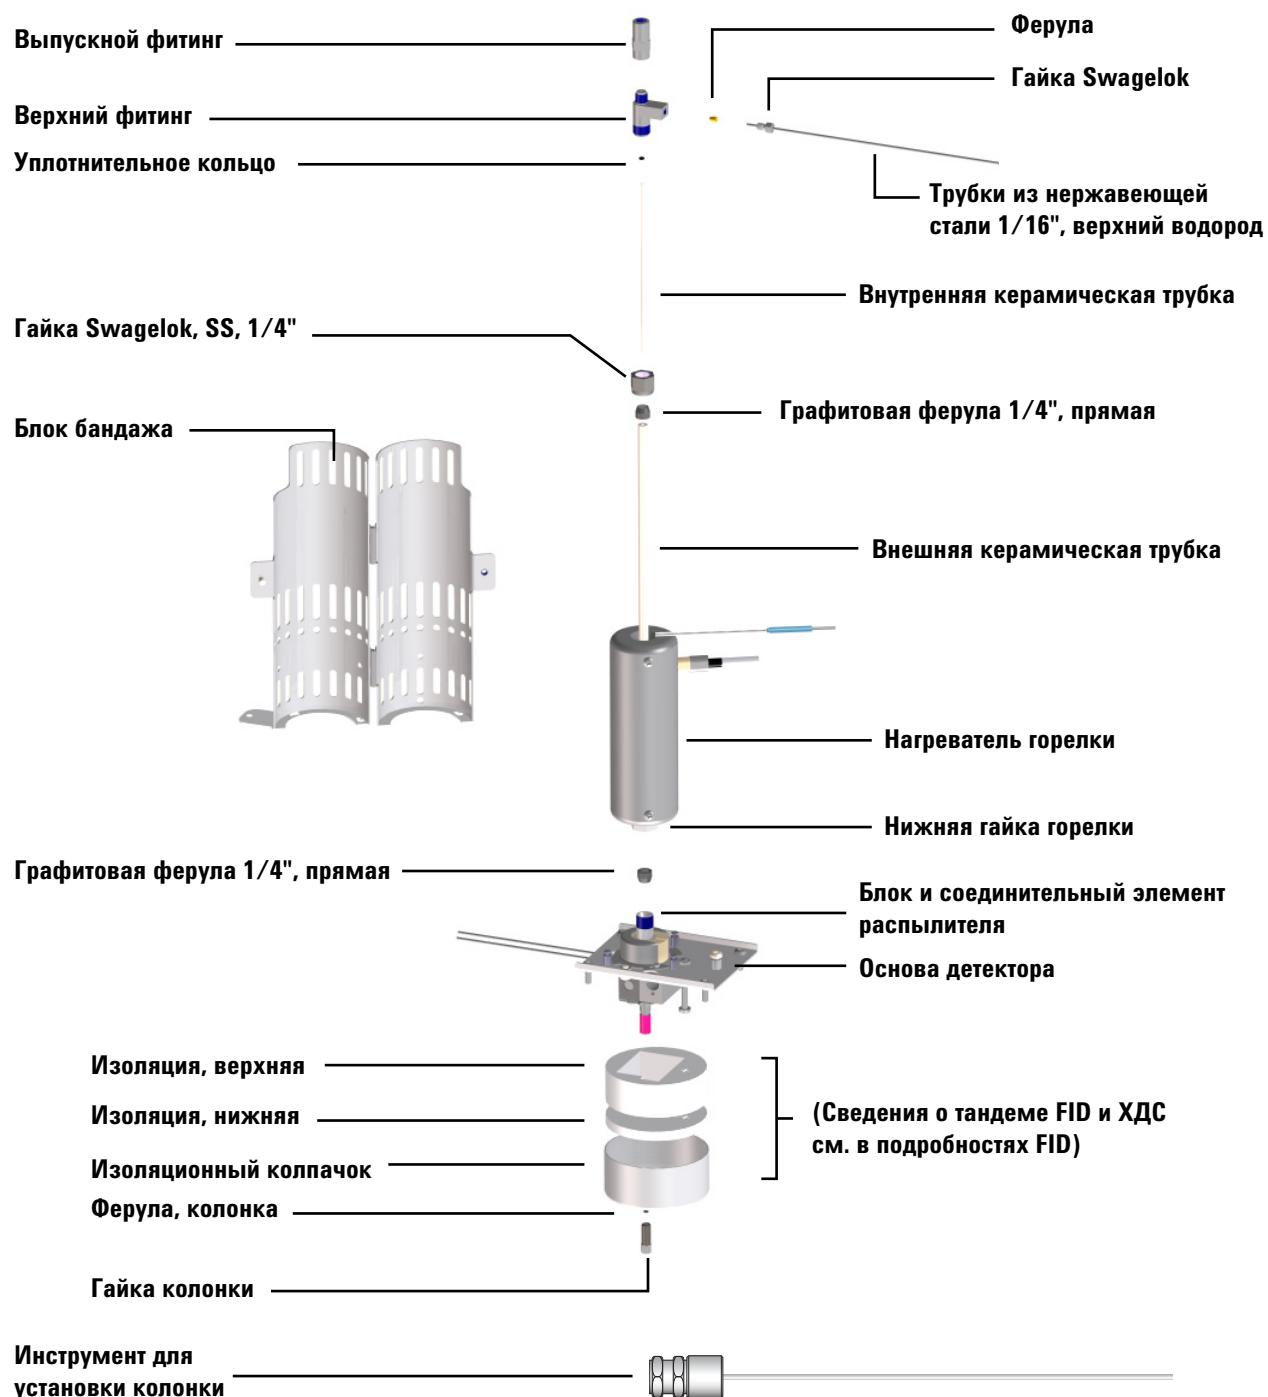 Выпускной фитинг
Ферула
Гайка Swagelok
Верхний фитинг
Уплотнительное кольцо
Трубки из нержавеющей
стали 1/16", верхний водород
Внутренняя керамическая трубка
Гайка Swagelok, SS, 1/4"
Графитовая ферула 1/4", прямая
Блок бандажа
Внешняя керамическая трубка
Нагреватель горелки
Нижняя гайка горелки
Графитовая ферула 1/4", прямая
Блок и соединительный элемент
распылителя
Основа детектора
Изоляция, верхняя
Изоляция, нижняя
(Сведения о тандеме FID и ХДС
см. в подробностях FID)
Изоляционный колпачок
Ферула, колонка
Гайка колонки
Инструмент для
установки колонки